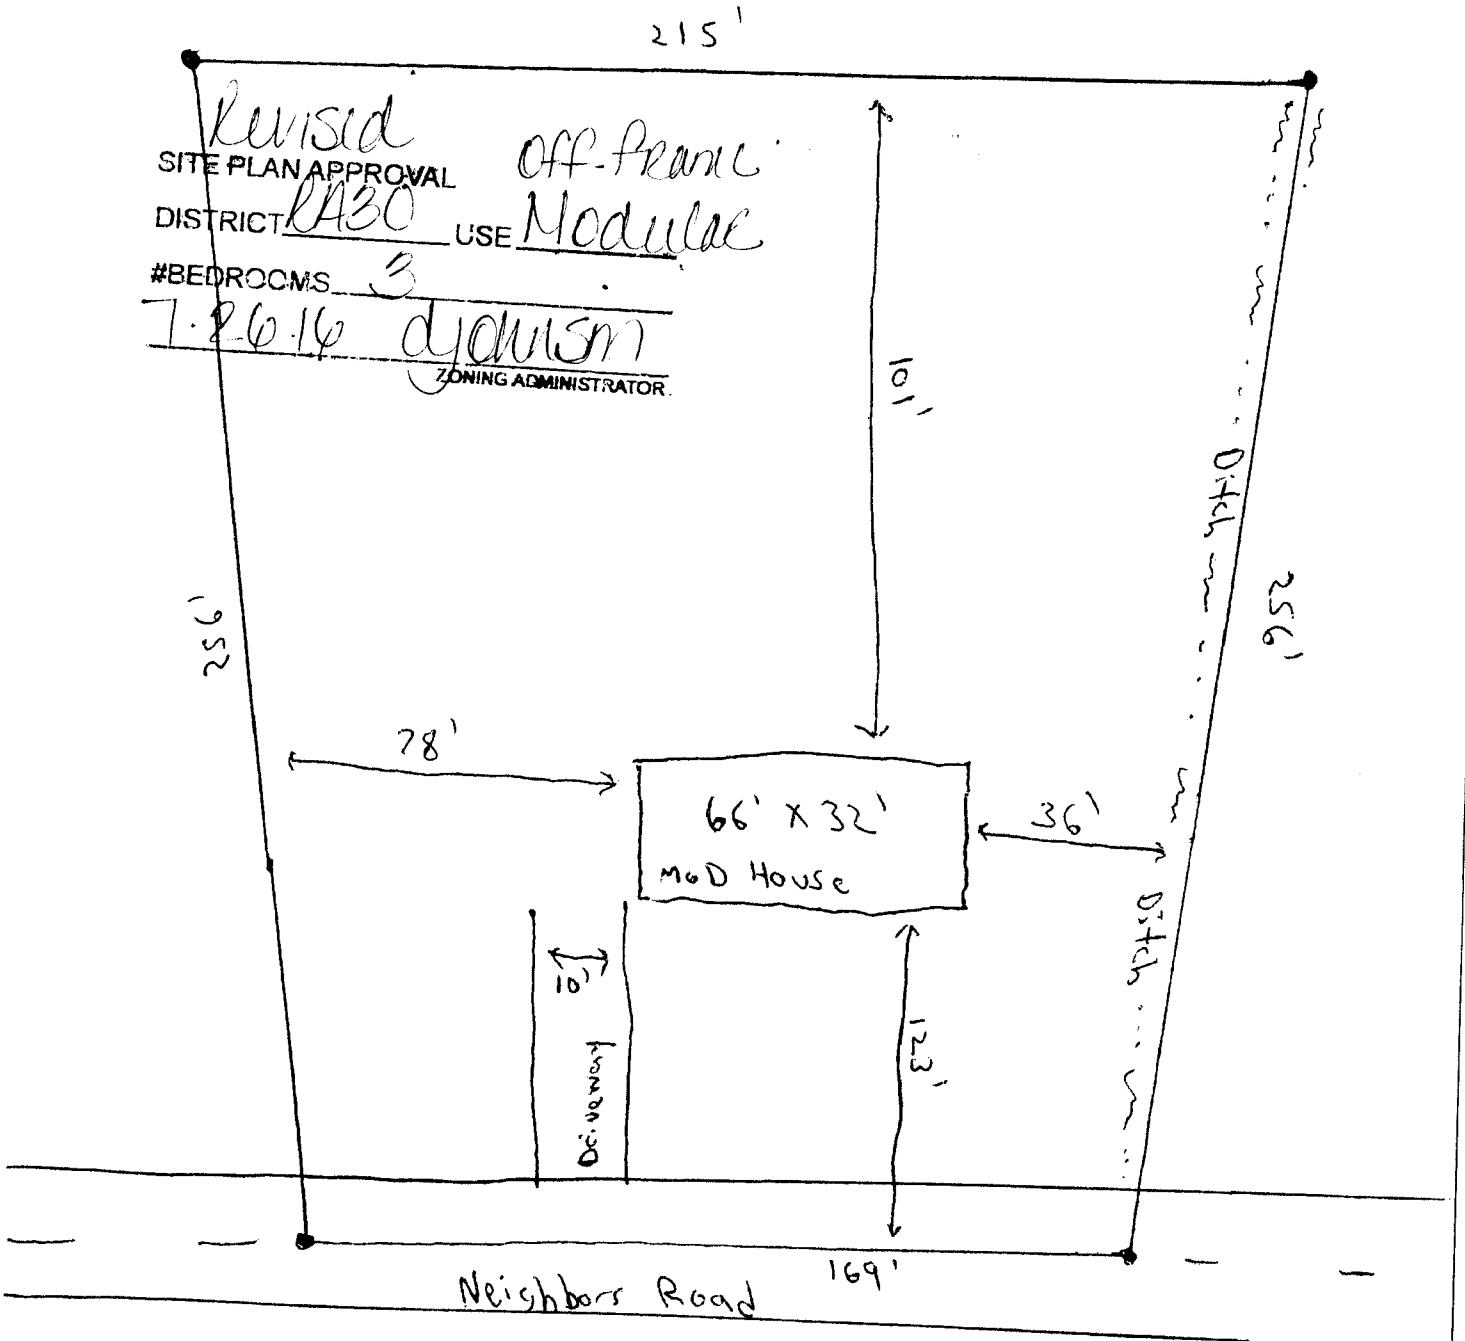 215'
Revised
SITE PLAN APPROVAL Off-frame
DISTRICT RA30 USE Modular
#BEDROOMS 3
7.26.16 djohnson
ZONING ADMINISTRATOR
101'
Ditch
256'
256'
78'
66' X 32'
MOD House
36'
Ditch
10'
123'
Driveway
169'
Neighbors Road